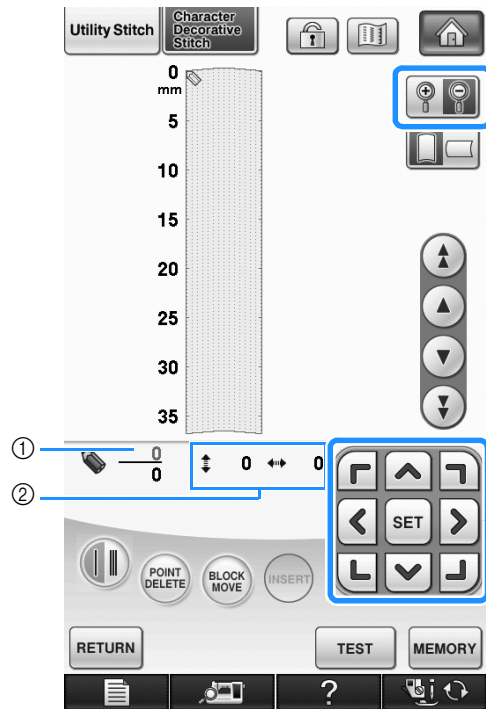 Utility Stitch
Character
Decorative
Stitch
0
mm
5
10
15
20
25
30
35
① 0
0
0 0
②
SET
POINT
DELETE
BLOCK
MOVE
INSERT
RETURN
TEST
MEMORY
?